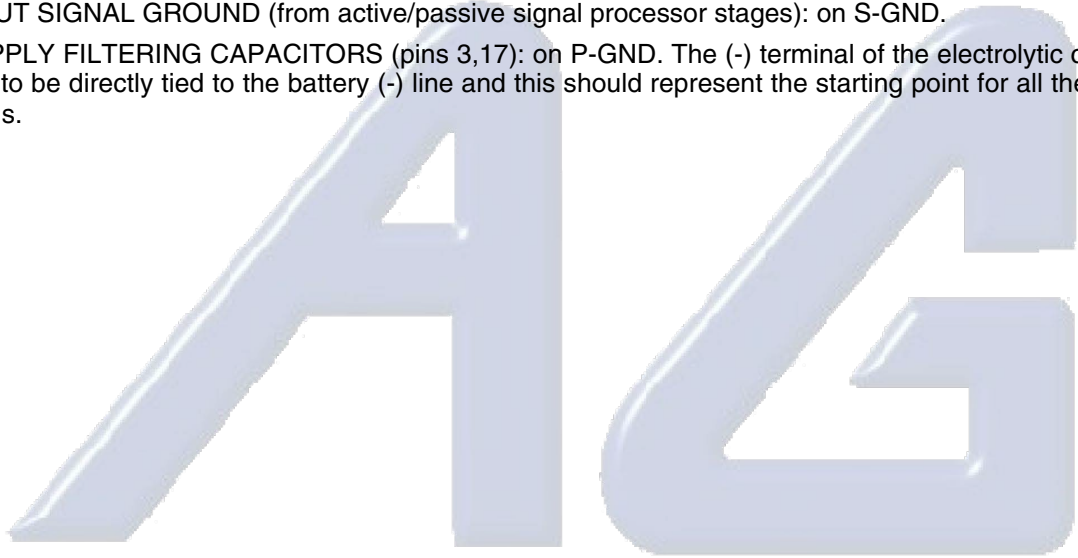 UT SIGNAL GROUND (from active/passive signal processor stages): on S-GND.
PPLY FILTERING CAPACITORS (pins 3,17): on P-GND. The (-) terminal of the electrolytic
to be directly tied to the battery (-) line and this should represent the starting point for all the
s.
AG